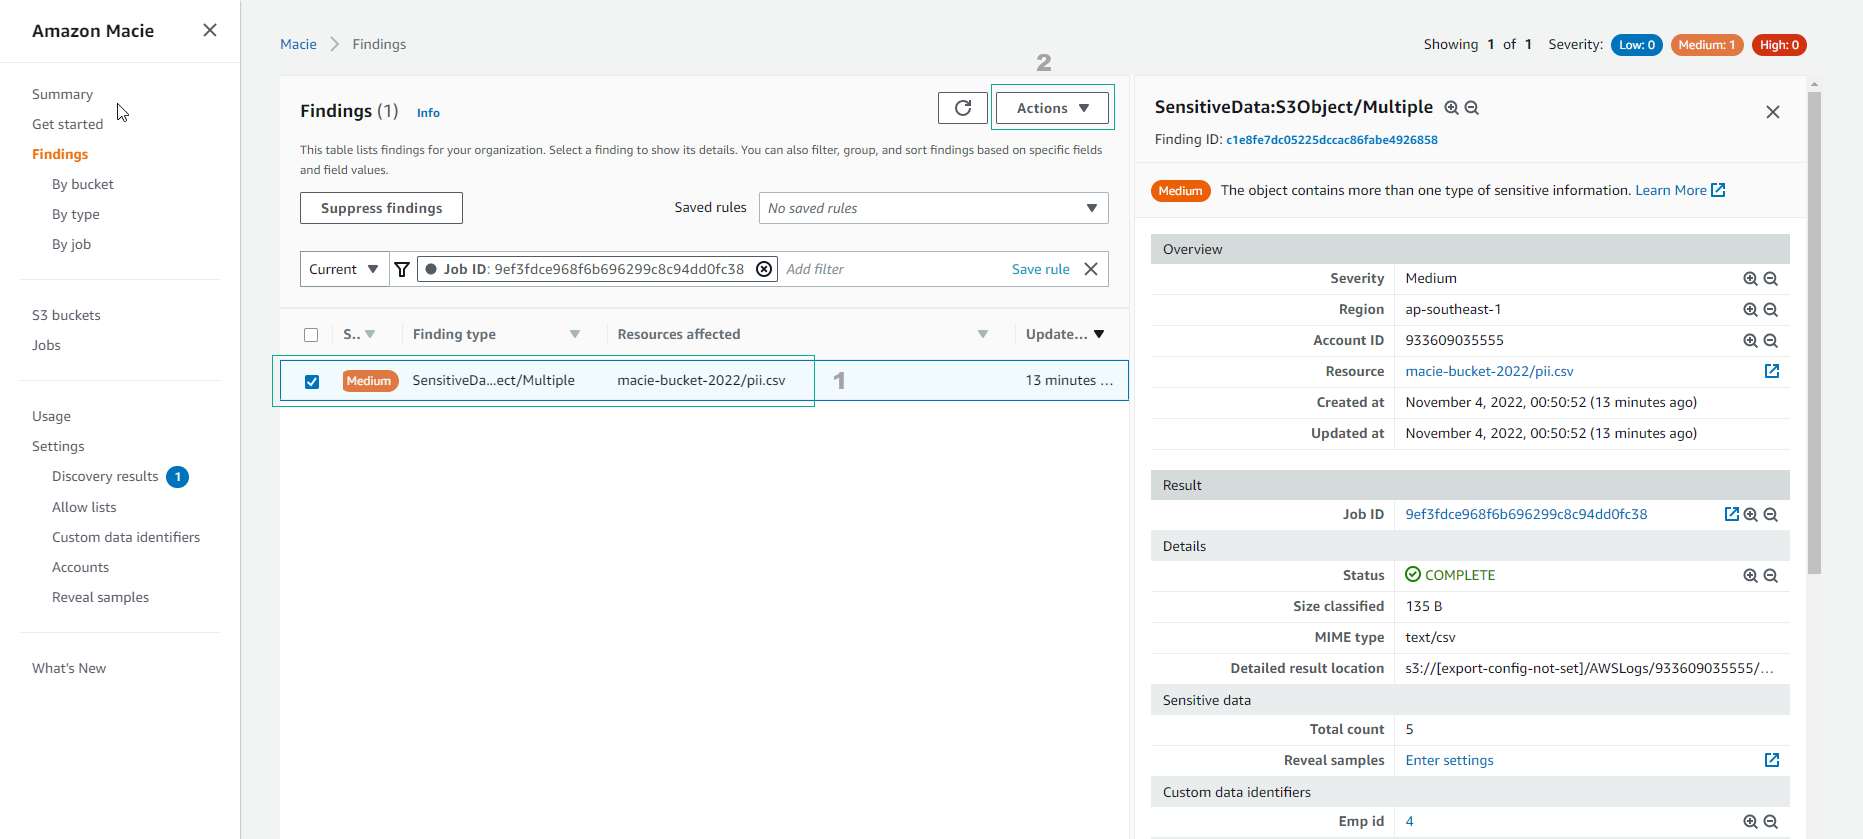 Amazon Macie
Summary
Get started
Findings
By bucket
By type
By job
S3 buckets
Jobs
Usage
Settings
Discovery results 1
Allow lists
Custom data identifiers
Accounts
Reveal samples
What's New
Macie Findings
Showing 1 of 1 Severity: Low: 0 Medium: 1 High: 0
2
Findings (1) Info
Actions
This table lists findings for your organization. Select a finding to show its details. You can also filter, group, and sort findings based on specific fields
and field values.
Suppress findings
Saved rules No saved rules
Current Job ID: 9ef3fdce968f6b696299c8c94dd0fc38 Add filter Save rule
S.. Finding type Resources affected Update...
Medium SensitiveDa...ect/Multiple macie-bucket-2022/pii.csv 1 13 minutes ...
SensitiveData:S3Object/Multiple
Finding ID: c1e8fe7dc05225dccac86fabe4926858
Medium The object contains more than one type of sensitive information. Learn More
Overview
Severity Medium
Region ap-southeast-1
Account ID 933609035555
Resource macie-bucket-2022/pii.csv
Created at November 4, 2022, 00:50:52 (13 minutes ago)
Updated at November 4, 2022, 00:50:52 (13 minutes ago)
Result
Job ID 9ef3fdce968f6b696299c8c94dd0fc38
Details
Status COMPLETE
Size classified 135 B
MIME type text/csv
Detailed result location s3://[export-config-not-set]/AWSLogs/933609035555/...
Sensitive data
Total count 5
Reveal samples Enter settings
Custom data identifiers
Emp id 4